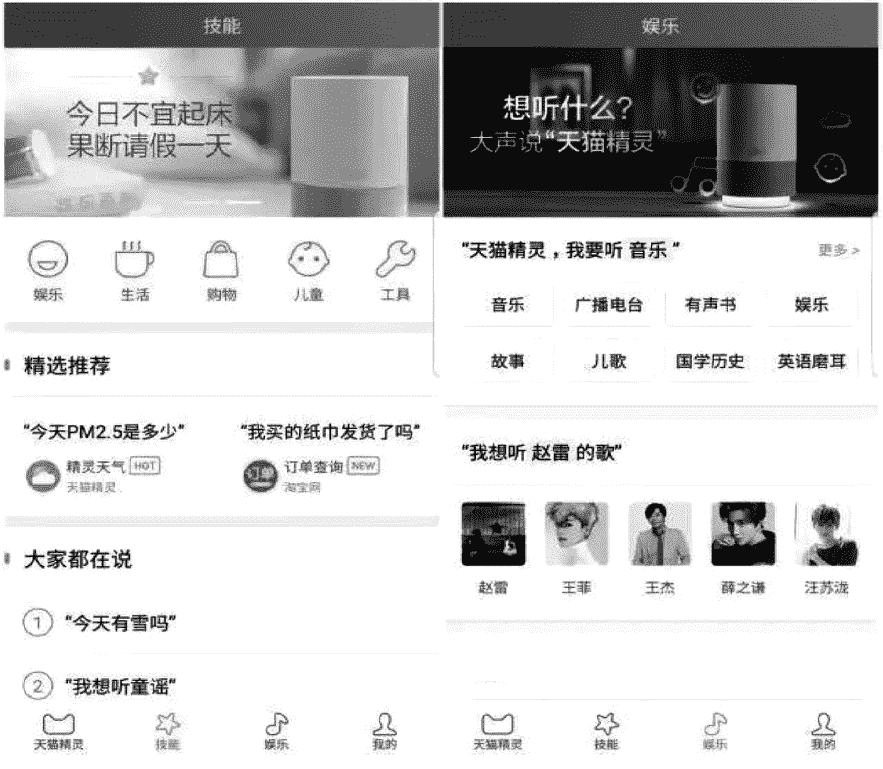 技能
今日不宜起床
果断请假一天
娱乐
生活
购物
儿童
工具
精选推荐
“今天PM2.5是多少”
精灵天气 HOT
天猫精灵
“我买的纸巾发货了吗”
订单
订单查询 NEW
淘宝网
大家都在说
1 “今天有雪吗”
2 “我想听童谣”
天猫精灵
技能
娱乐
我的
娱乐
想听什么?
大声说“天猫精灵”
“天猫精灵，我要听 音乐 ”
更多 >
音乐
广播电台
有声书
娱乐
故事
儿歌
国学历史
英语磨耳
“我想听 赵雷 的歌”
赵雷
王菲
王杰
薛之谦
汪苏泷
天猫精灵
技能
娱乐
我的